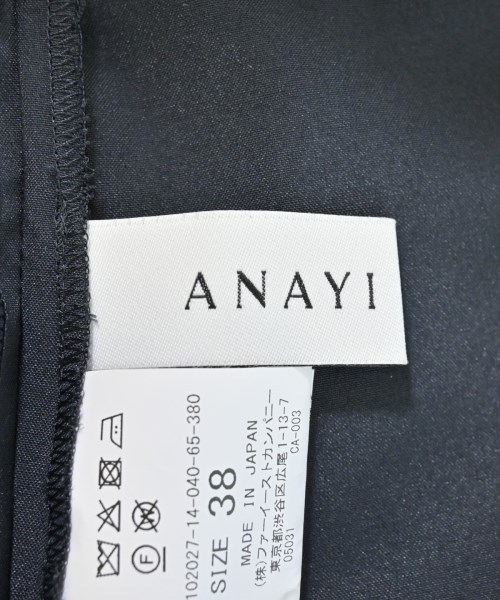 ANAYI
102027-14-040-65-380
SIZE 38
MADE IN JAPAN
(株)ファーイーストカンパニー
東京都渋谷区広尾1-13-7
05031 CA-003
F